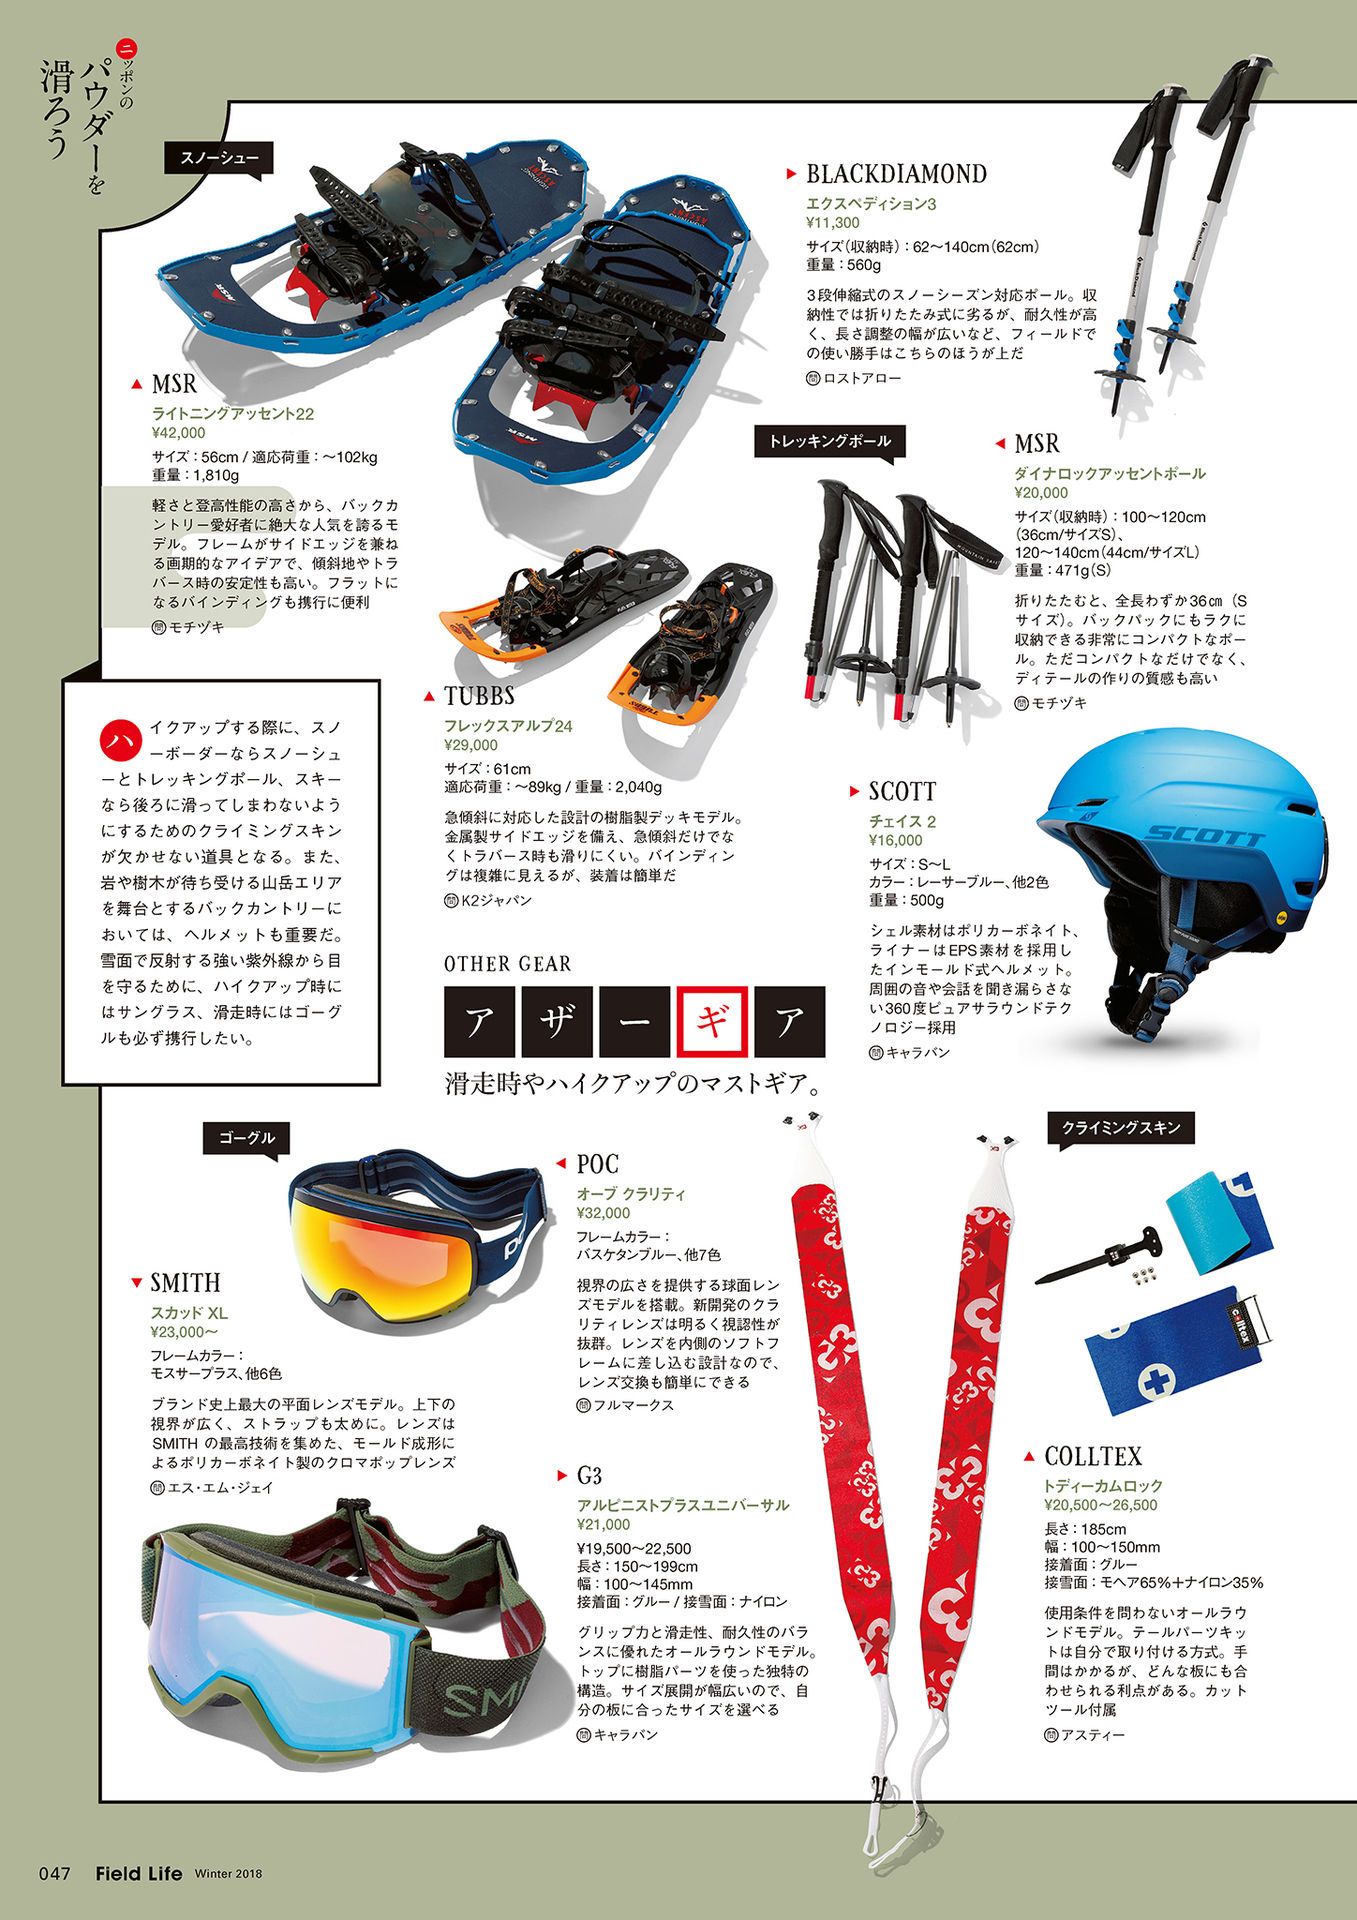 ニッポンの
パウダーを
滑ろう
スノーシュー
MSR
ライトニングアッセント22
¥42,000
サイズ：56cm / 適応荷重：〜102kg
重量：1,810g
軽さと登高性能の高さから、バックカ
ントリー愛好者に絶大な人気を誇るモ
デル。フレームがサイドエッジを兼ね
る画期的なアイデアで、傾斜地やトラ
バース時の安定性も高い。フラットに
なるバインディングも携行に便利
問 モチヅキ
BLACKDIAMOND
エクスペディション3
¥11,300
サイズ（収納時）：62〜140cm（62cm）
重量：560g
3段伸縮式のスノーシーズン対応ポール。収
納性では折りたたみ式に劣るが、耐久性が高
く、長さ調整の幅が広いなど、フィールドで
の使い勝手はこちらのほうが上だ
問 ロストアロー
トレッキングポール
MSR
ダイナロックアッセントポール
¥20,000
サイズ（収納時）：100〜120cm
（36cm/サイズS）、
120〜140cm（44cm/サイズL）
重量：471g（S）
折りたたむと、全長わずか36㎝（S
サイズ）。バックパックにもラクに
収納できる非常にコンパクトなポー
ル。ただコンパクトなだけでなく、
ディテールの作りの質感も高い
問 モチヅキ
TUBBS
フレックスアルプ24
¥29,000
サイズ：61cm
適応荷重：〜89kg / 重量：2,040g
急傾斜に対応した設計の樹脂製デッキモデル。
金属製サイドエッジを備え、急傾斜だけでな
くトラバース時も滑りにくい。バインディン
グは複雑に見えるが、装着は簡単だ
問 K2ジャパン
ハイクアップする際に、スノ
ーボーダーならスノーシュ
ーとトレッキングポール、スキー
なら後ろに滑ってしまわないよう
にするためのクライミングスキン
が欠かせない道具となる。また、
岩や樹木が待ち受ける山岳エリア
を舞台とするバックカントリーに
おいては、ヘルメットも重要だ。
雪面で反射する強い紫外線から目
を守るために、ハイクアップ時に
はサングラス、滑走時にはゴーグ
ルも必ず携行したい。
SCOTT
チェイス 2
¥16,000
サイズ：S〜L
カラー：レーサーブルー、他2色
重量：500g
シェル素材はポリカーボネイト、
ライナーはEPS素材を採用し
たインモールド式ヘルメット。
周囲の音や会話を聞き漏らさな
い360度ピュアサラウンドテク
ノロジー採用
問 キャラバン
SCOTT
OTHER GEAR
アザーギア
滑走時やハイクアップのマストギア。
ゴーグル
POC
オーブ クラリティ
¥32,000
フレームカラー：
バスケタンブルー、他7色
視界の広さを提供する球面レン
ズモデルを搭載。新開発のクラ
リティレンズは明るく視認性が
抜群。レンズを内側のソフトフ
レームに差し込む設計なので、
レンズ交換も簡単にできる
問 フルマークス
SMITH
スカッド XL
¥23,000〜
フレームカラー：
モスサープラス、他6色
ブランド史上最大の平面レンズモデル。上下の
視界が広く、ストラップも太めに。レンズは
SMITH の最高技術を集めた、モールド成形に
よるポリカーボネイト製のクロマポップレンズ
問 エス・エム・ジェイ
G3
アルピニストプラスユニバーサル
¥21,000
¥19,500〜22,500
長さ：150〜199cm
幅：100〜145mm
接着面：グルー / 接雪面：ナイロン
グリップ力と滑走性、耐久性のバラ
ンスに優れたオールラウンドモデル。
トップに樹脂パーツを使った独特の
構造。サイズ展開が幅広いので、自
分の板に合ったサイズを選べる
問 キャラバン
クライミングスキン
colltex
COLLTEX
トディーカムロック
¥20,500〜26,500
長さ：185cm
幅：100〜150mm
接着面：グルー
接雪面：モヘア65％＋ナイロン35％
使用条件を問わないオールラウ
ンドモデル。テールパーツキッ
トは自分で取り付ける方式。手
間はかかるが、どんな板にも合
わせられる利点がある。カット
ツール付属
問 アスティー
047 Field Life Winter 2018